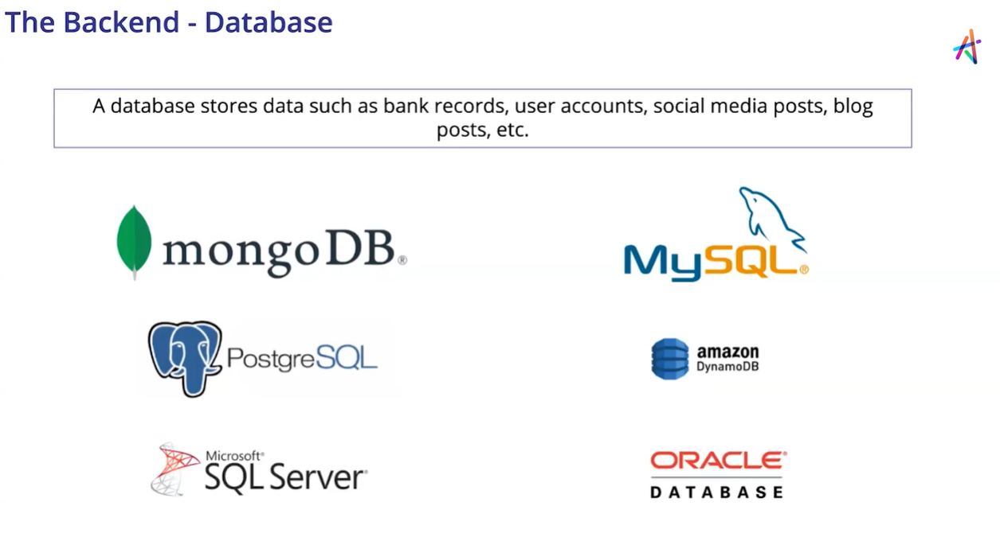 The Backend - Database
A database stores data such as bank records, user accounts, social media posts, blog
posts, etc.
mongoDB®
MySQL®
PostgreSQL
amazon
DynamoDB
Microsoft®
SQL Server®
ORACLE®
DATABASE